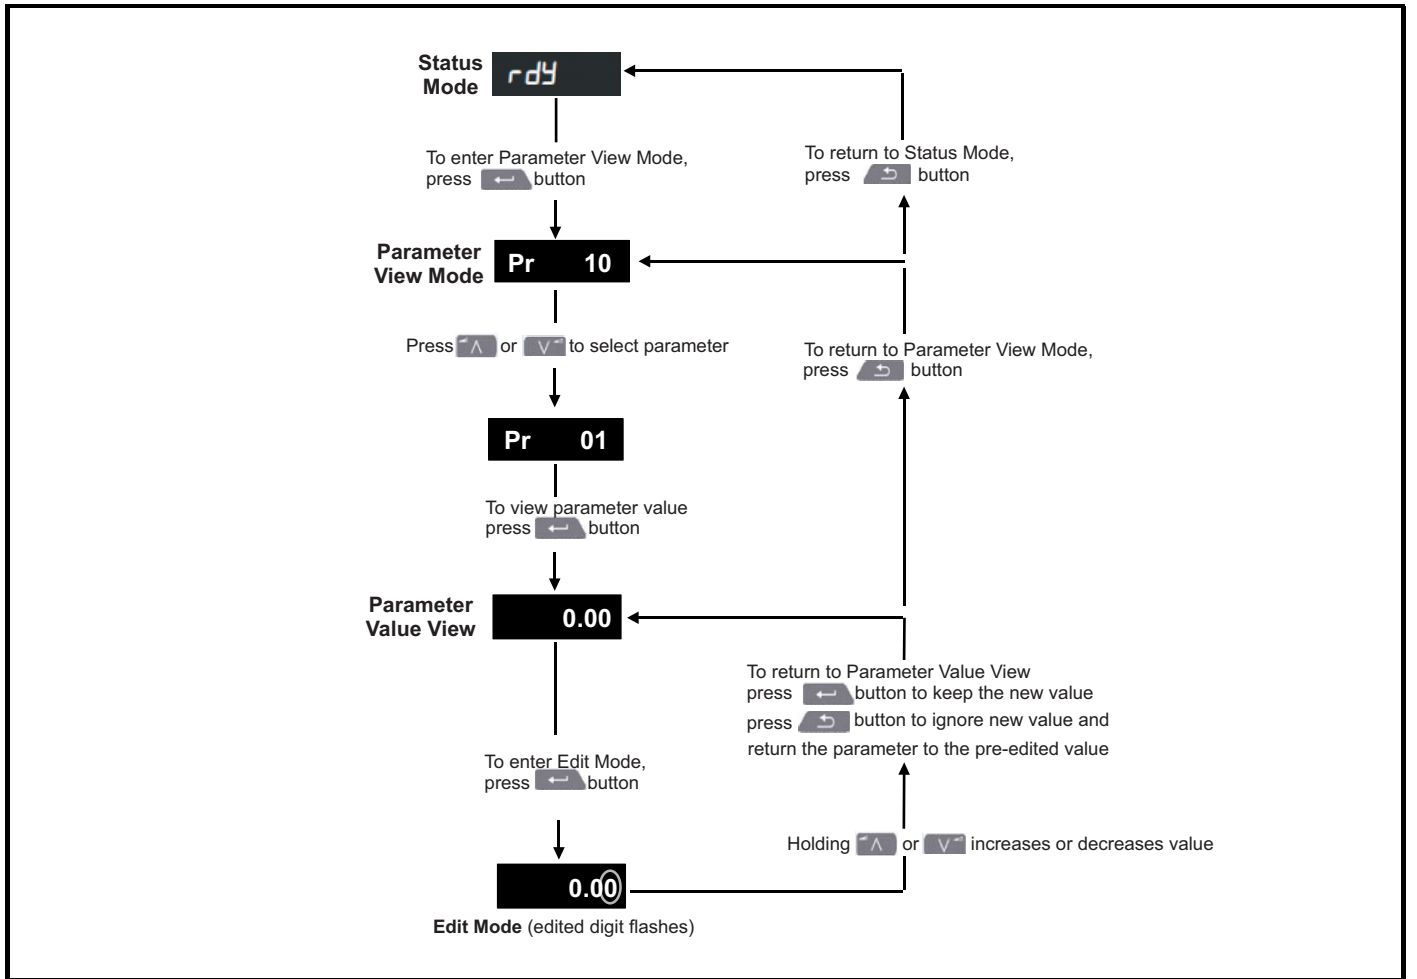 Status
Mode
rdY
To enter Parameter View Mode,
press button
To return to Status Mode,
press button
Parameter
View Mode
Pr 10
Press or to select parameter
To return to Parameter View Mode,
press button
Pr 01
To view parameter value
press button
Parameter
Value View
0.00
To return to Parameter Value View
press button to keep the new value
press button to ignore new value and
return the parameter to the pre-edited value
To enter Edit Mode,
press button
Holding or increases or decreases value
0.00
Edit Mode (edited digit flashes)